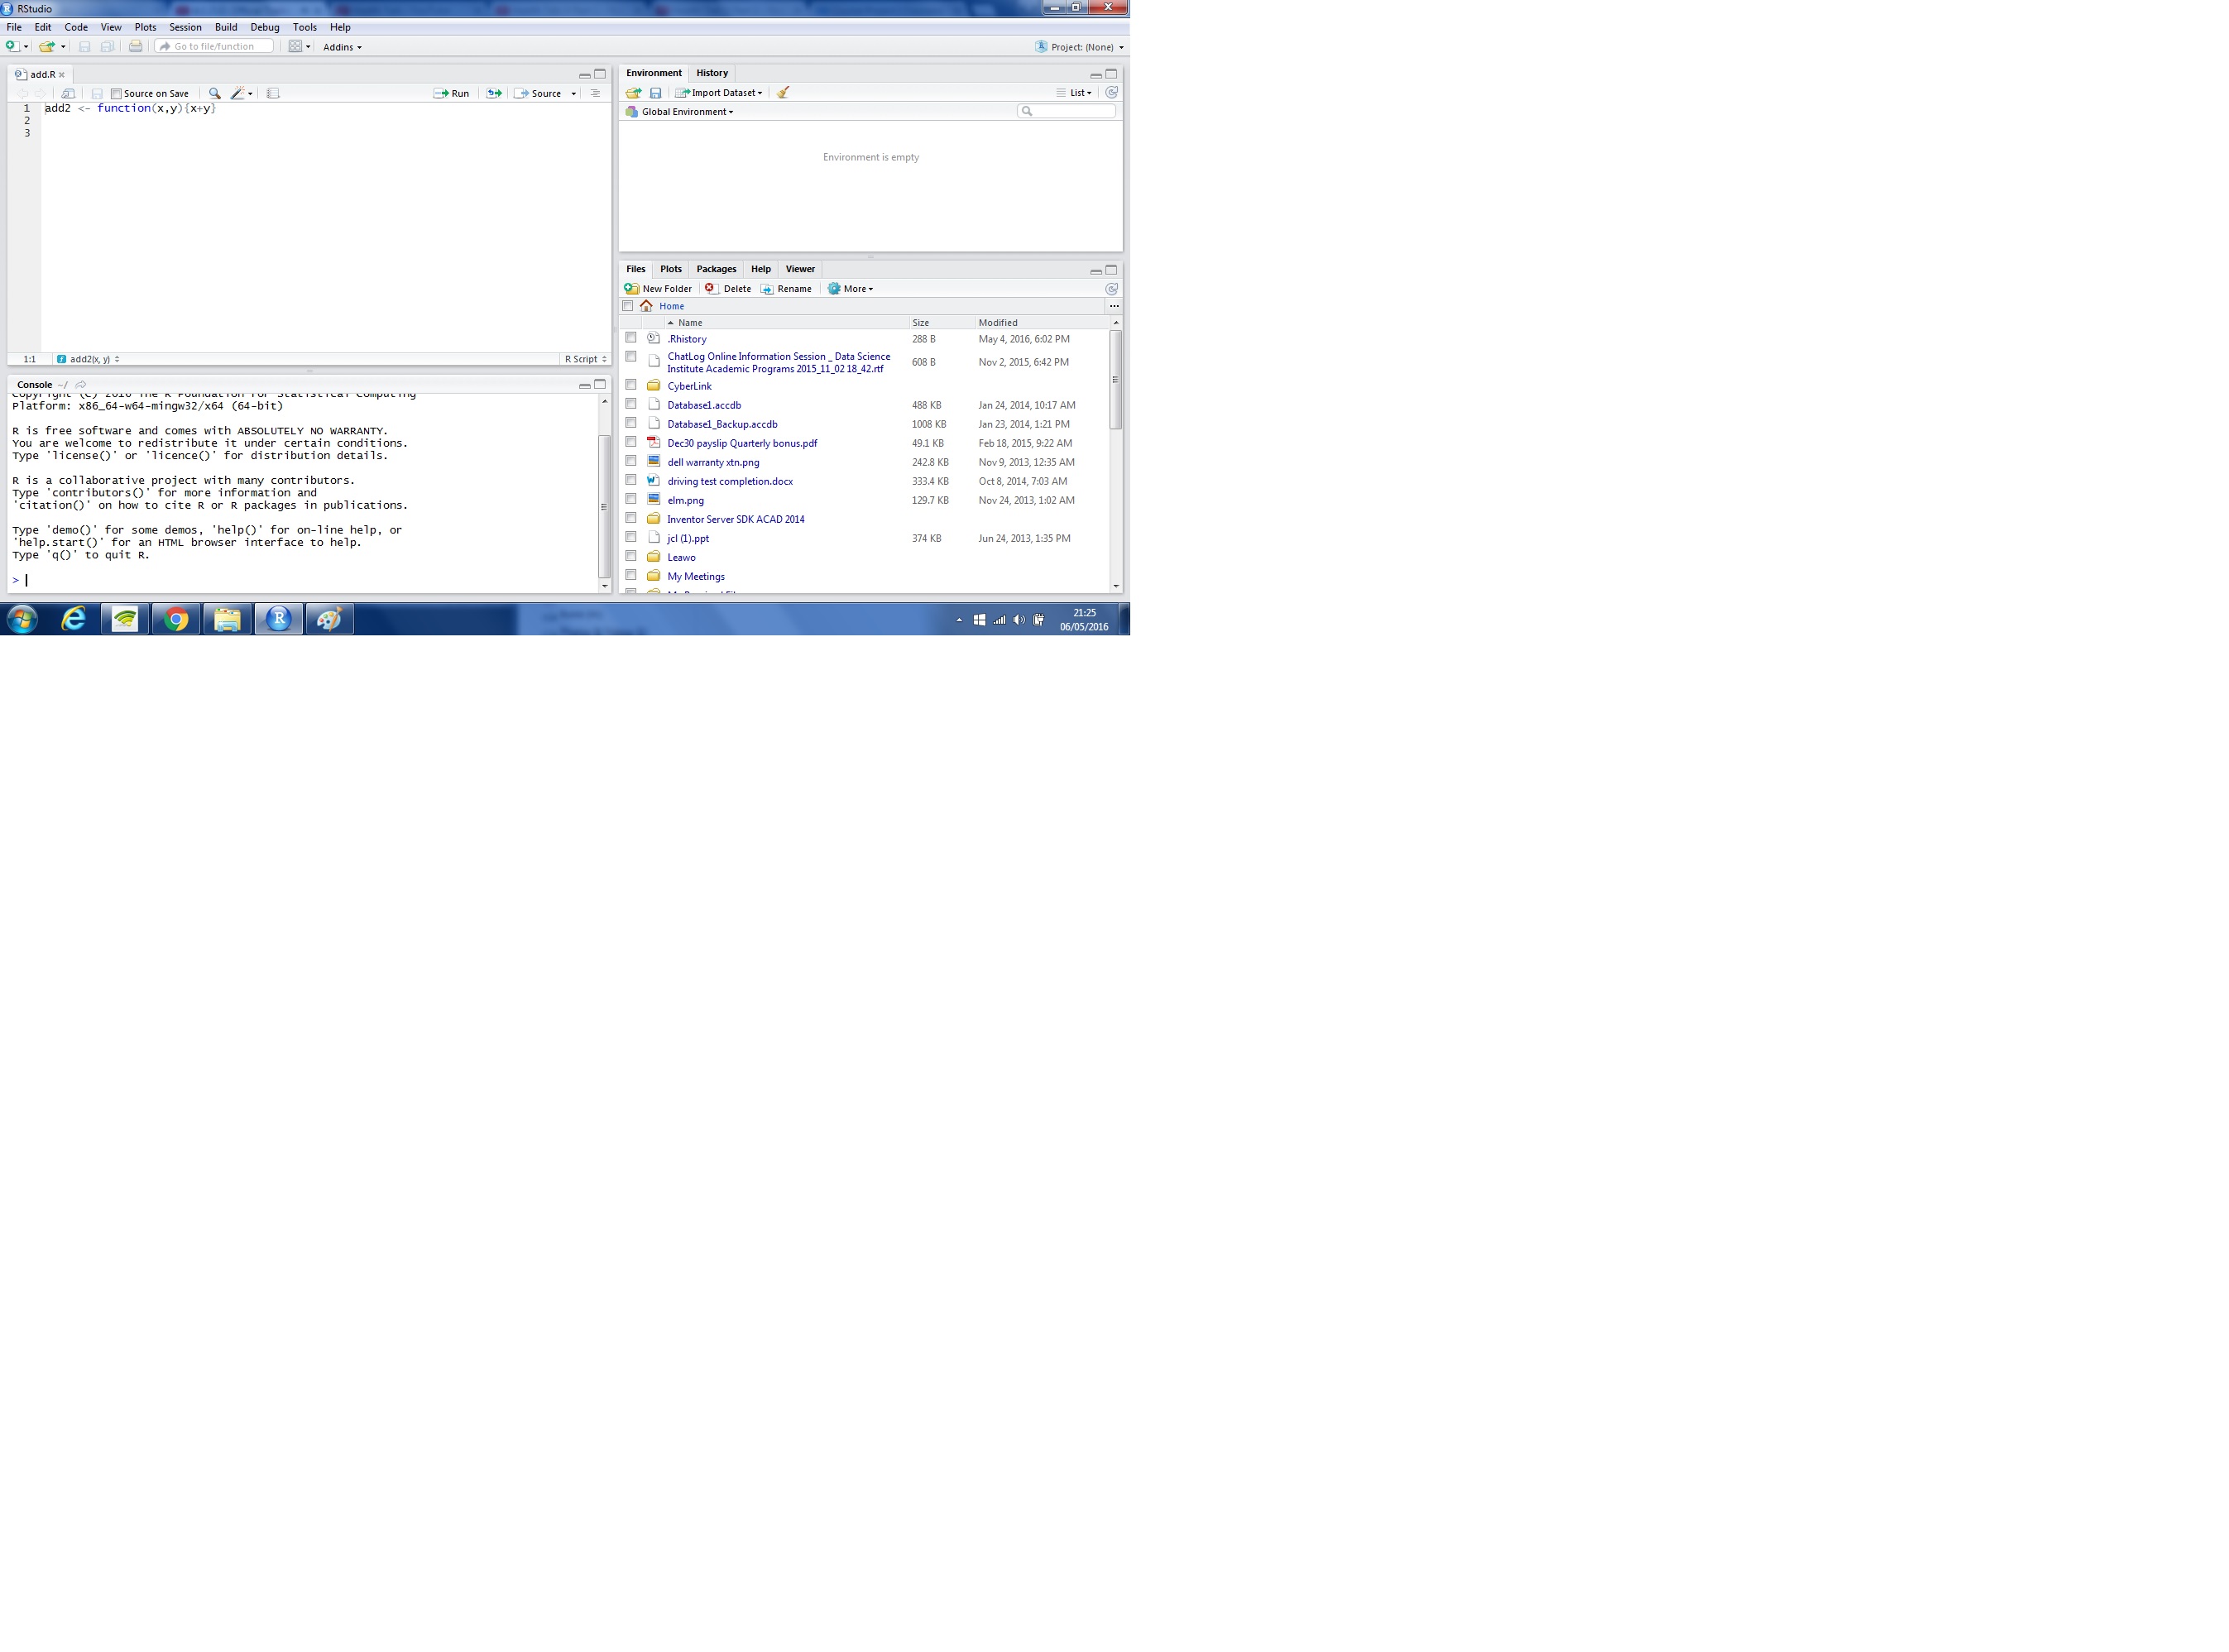 RStudio
File Edit Code View Plots Session Build Debug Tools Help
Go to file/function Addins Project: (None)
add.R
Source on Save Run Source
1 add2 <- function(x,y){x+y}
2
3
1:1 add2(x, y) R Script
Console ~/
Copyright (C) 2016 The R Foundation for Statistical Computing
Platform: x86_64-w64-mingw32/x64 (64-bit)
R is free software and comes with ABSOLUTELY NO WARRANTY.
You are welcome to redistribute it under certain conditions.
Type 'license()' or 'licence()' for distribution details.
R is a collaborative project with many contributors.
Type 'contributors()' for more information and
'citation()' on how to cite R or R packages in publications.
Type 'demo()' for some demos, 'help()' for on-line help, or
'help.start()' for an HTML browser interface to help.
Type 'q()' to quit R.
>
Environment History
Import Dataset List
Global Environment
Environment is empty
Files Plots Packages Help Viewer
New Folder Delete Rename More
Home ...
Name Size Modified
.Rhistory 288 B May 4, 2016, 6:02 PM
ChatLog Online Information Session _ Data Science
Institute Academic Programs 2015_11_02 18_42.rtf 608 B Nov 2, 2015, 6:42 PM
CyberLink
Database1.accdb 488 KB Jan 24, 2014, 10:17 AM
Database1_Backup.accdb 1008 KB Jan 23, 2014, 1:21 PM
Dec30 payslip Quarterly bonus.pdf 49.1 KB Feb 18, 2015, 9:22 AM
dell warranty xtn.png 242.8 KB Nov 9, 2013, 12:35 AM
driving test completion.docx 333.4 KB Oct 8, 2014, 7:03 AM
elm.png 129.7 KB Nov 24, 2013, 1:02 AM
Inventor Server SDK ACAD 2014
jcl (1).ppt 374 KB Jun 24, 2013, 1:35 PM
Leawo
My Meetings
21:25
06/05/2016